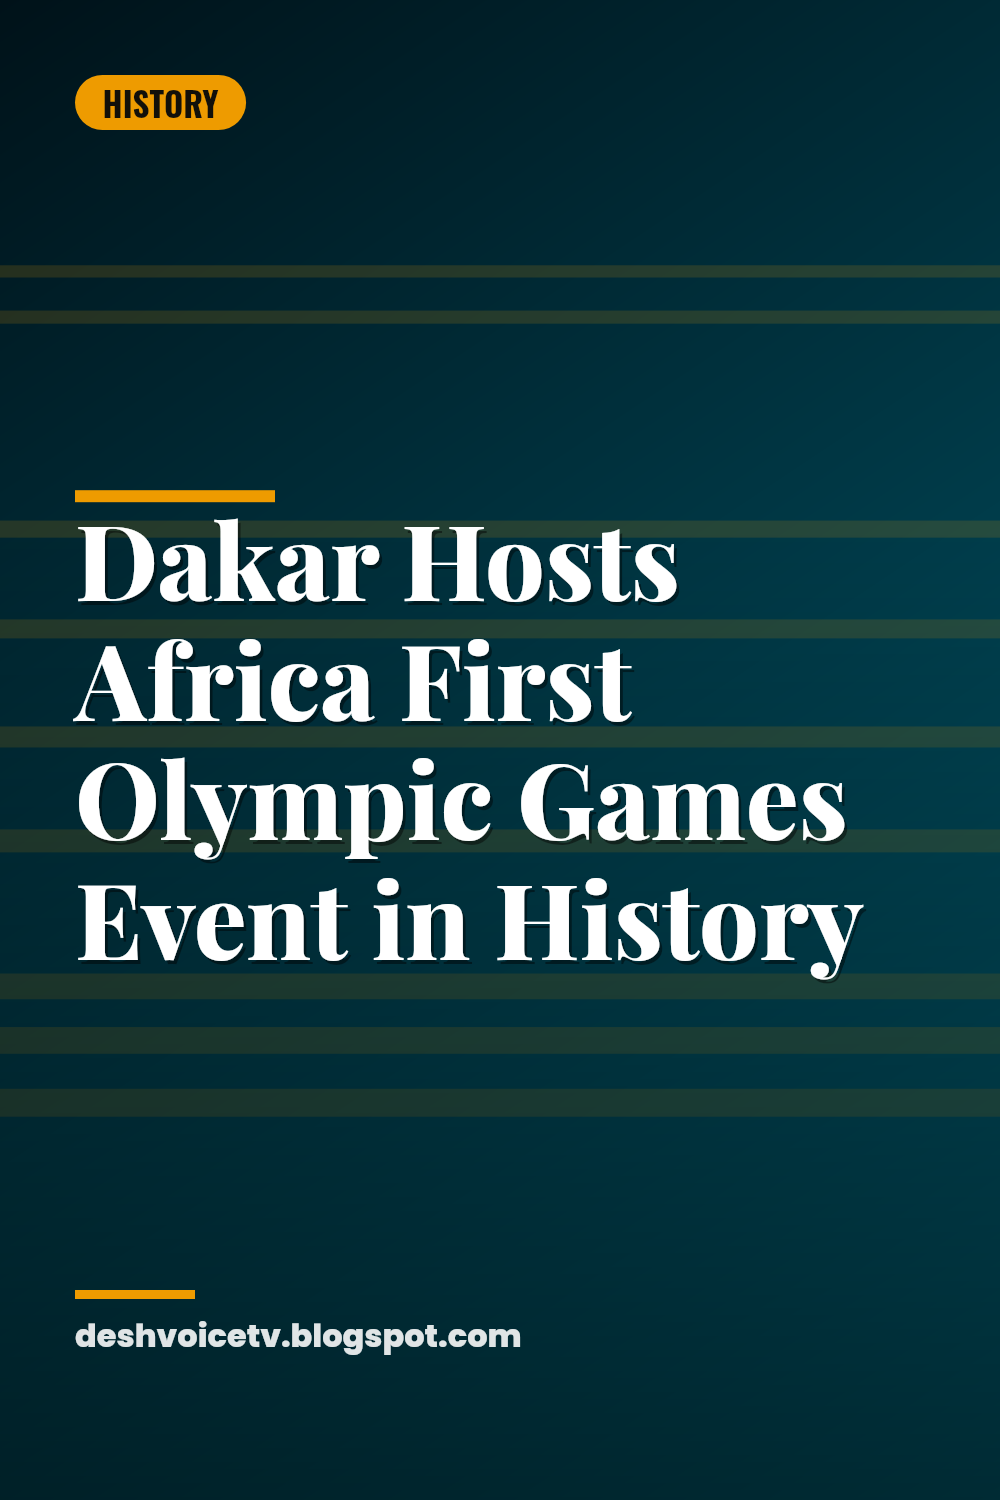 HISTORY
Dakar Hosts
Africa First
Olympic Games
Event in History
deshvoicetv.blogspot.com